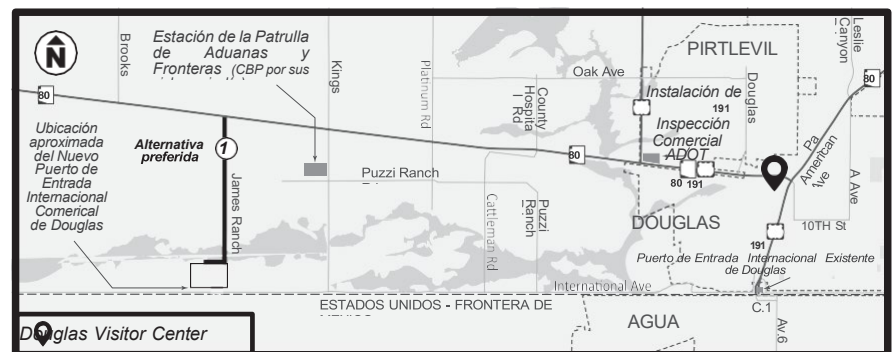 N
Brooks
Estación de la Patrulla
de Aduanas y
Fronteras (CBP por sus
Kings
Platinum Rd
Oak Ave
County
Hospita
l Rd
PIRTLEVIL
Leslie
Canyon
80
80
Instalación de
191
Inspección
Comercial
ADOT
Douglas
Ubicación
aproximada
del Nuevo
Puerto de
Entrada
Internacional
Comerical
de Douglas
Alternativa
preferida
1
James Ranch
80
Puzzi Ranch
80 191
Pa
American
Ave
A Ave
Cattleman Rd
Puzzi
Ranch
DOUGLAS
10TH St
191
Puerto de Entrada Internacional Existente
de Douglas
International Ave
ESTADOS UNIDOS - FRONTERA DE
C.1
AGUA
Av.6
Douglas Visitor Center